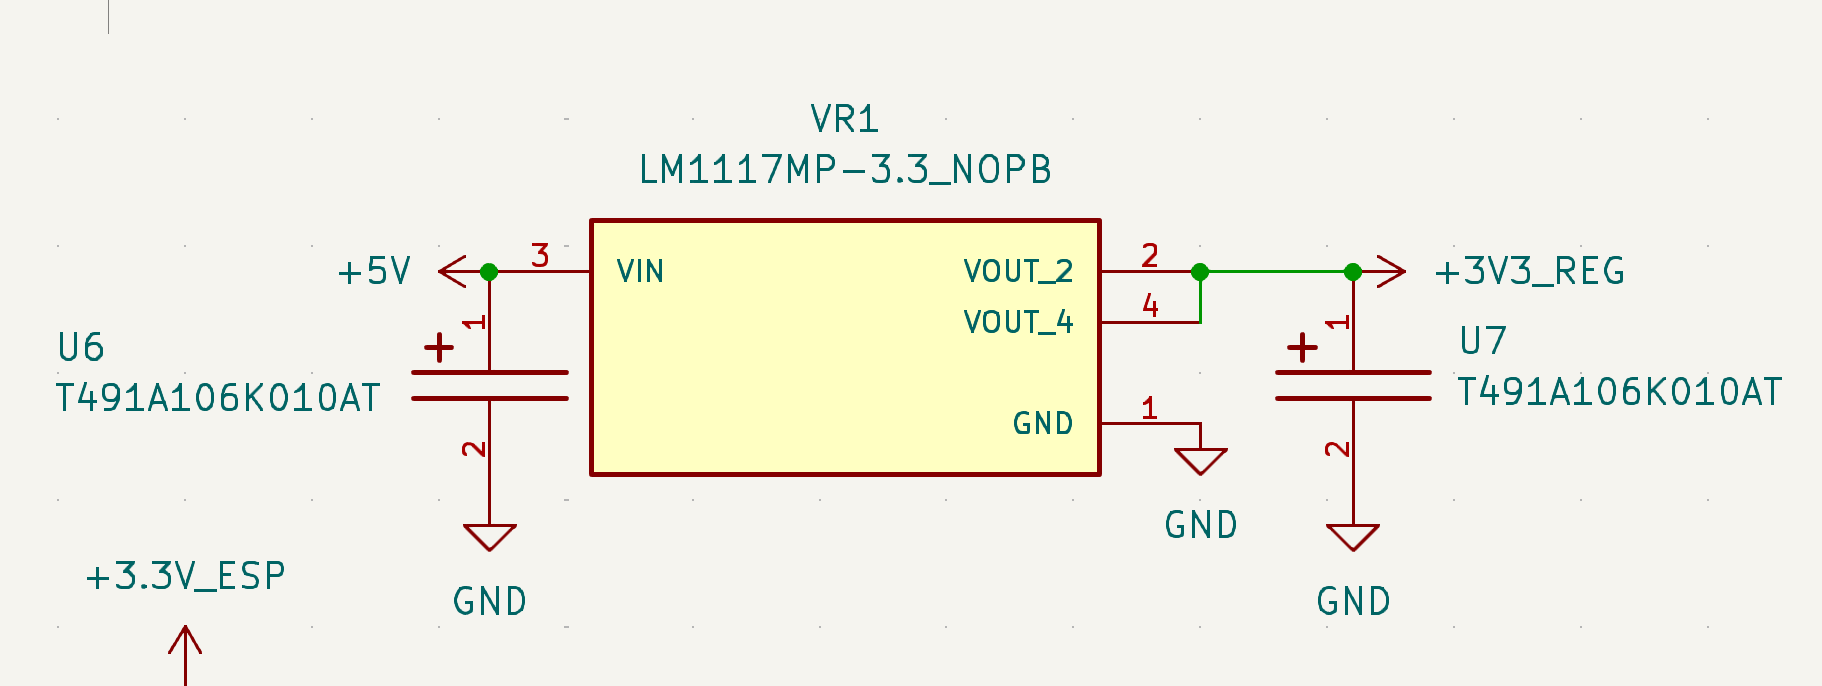 VR1
LM1117MP-3.3_NOPB
+5V
3
VIN
VOUT_2
2
+3V3_REG
VOUT_4
4
1
+
U6
T491A106K010AT
2
GND
1
GND
1
+
U7
T491A106K010AT
2
GND
GND
+3.3V_ESP